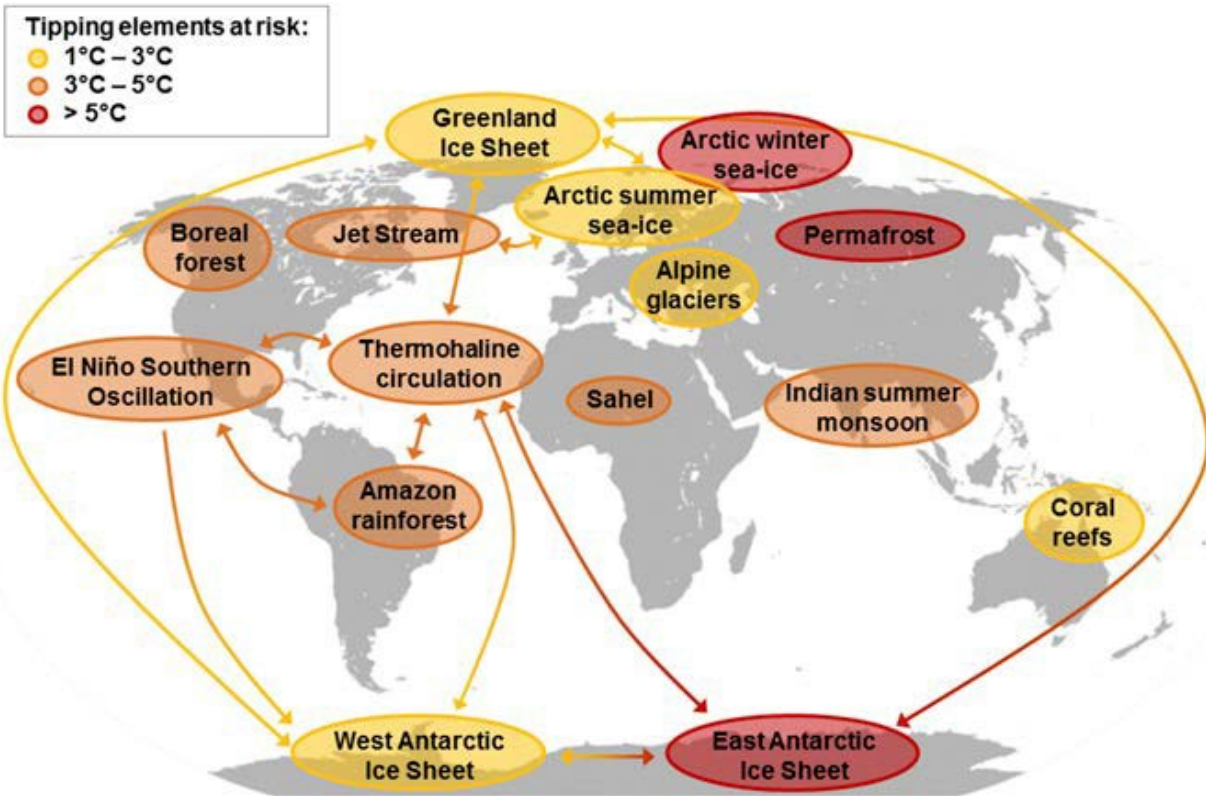 Tipping elements at risk:
1°C – 3°C
3°C – 5°C
> 5°C
Greenland
Ice Sheet
Arctic winter
sea-ice
Arctic summer
sea-ice
Boreal
forest
Jet Stream
Permafrost
Alpine
glaciers
El Niño Southern
Oscillation
Thermohaline
circulation
Sahel
Indian summer
monsoon
Amazon
rainforest
Coral
reefs
West Antarctic
Ice Sheet
East Antarctic
Ice Sheet